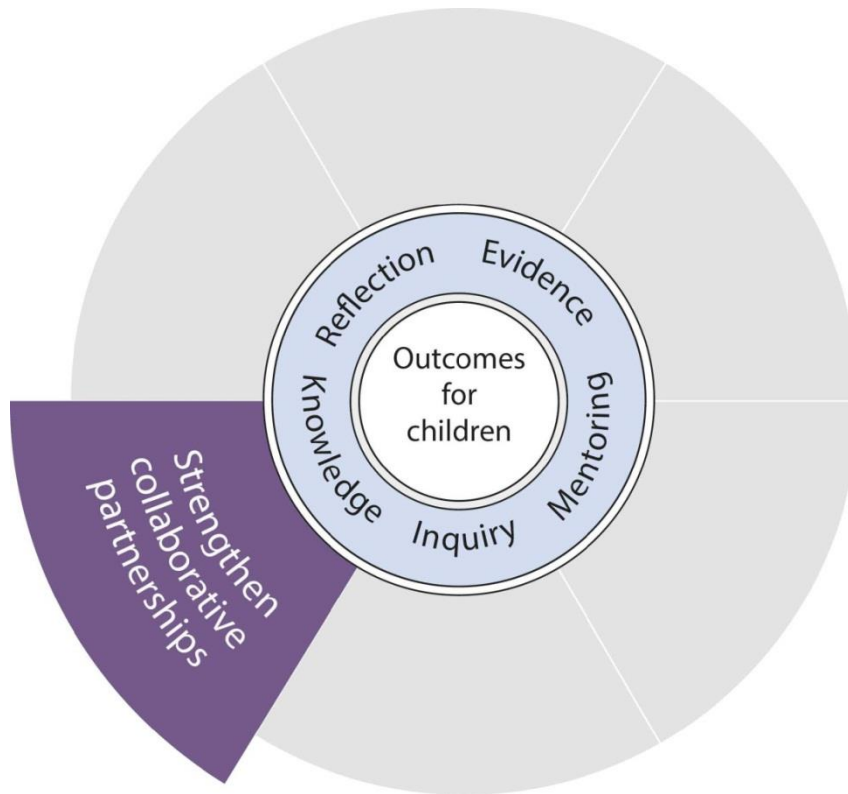 Reflection
Evidence
Mentoring
Inquiry
Knowledge
Outcomes
for
children
Strengthen
collaborative
partnerships